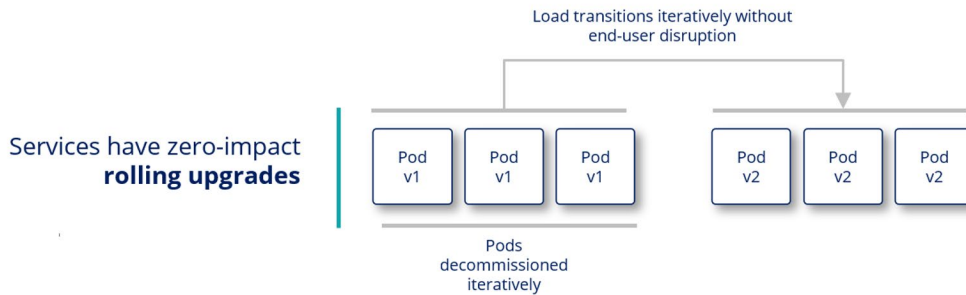 Load transitions iteratively without
end-user disruption
Services have zero-impact
rolling upgrades
Pod
v1
Pod
v1
Pod
v1
Pod
v2
Pod
v2
Pod
v2
Pods
decommissioned
iteratively